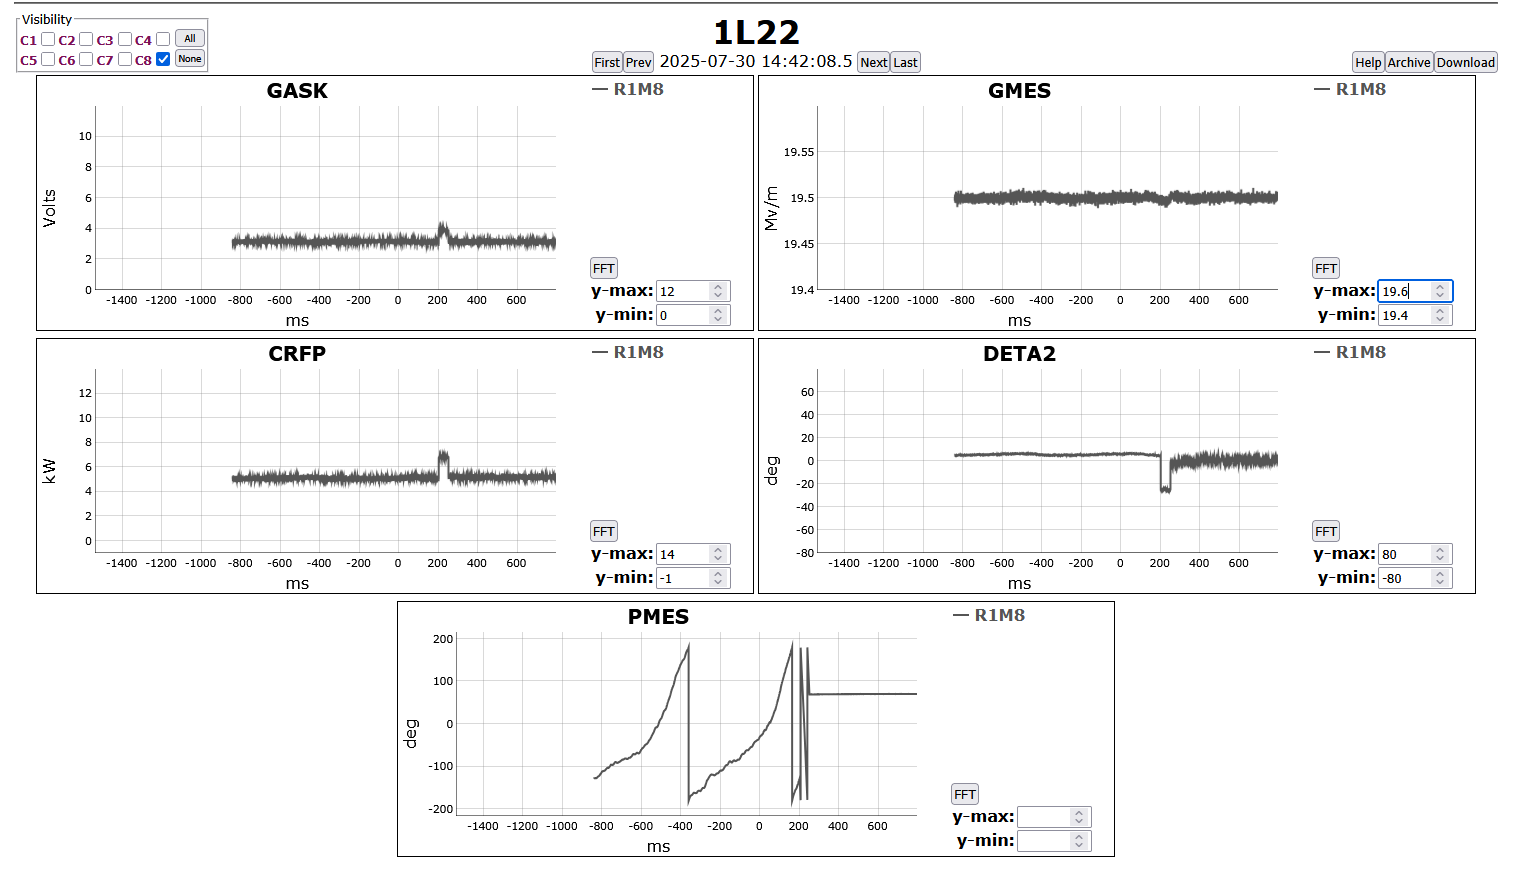 Visibility
C1 C2 C3 C4 All
C5 C6 C7 C8 None
1L22
First Prev 2025-07-30 14:42:08.5 Next Last
Help Archive Download
GASK
R1M8
10
8
6
4
2
0
Volts
-1400 -1200 -1000 -800 -600 -400 -200 0 200 400 600
ms
FFT
y-max: 12
y-min: 0
GMES
R1M8
19.55
19.5
19.45
19.4
Mv/m
-1400 -1200 -1000 -800 -600 -400 -200 0 200 400 600
ms
FFT
y-max: 19.6
y-min: 19.4
CRFP
R1M8
12
10
8
6
4
2
0
kW
-1400 -1200 -1000 -800 -600 -400 -200 0 200 400 600
ms
FFT
y-max: 14
y-min: -1
DETA2
R1M8
60
40
20
0
-20
-40
-60
-80
deg
-1400 -1200 -1000 -800 -600 -400 -200 0 200 400 600
ms
FFT
y-max: 80
y-min: -80
PMES
R1M8
200
100
0
-100
-200
deg
-1400 -1200 -1000 -800 -600 -400 -200 0 200 400 600
ms
FFT
y-max:
y-min: